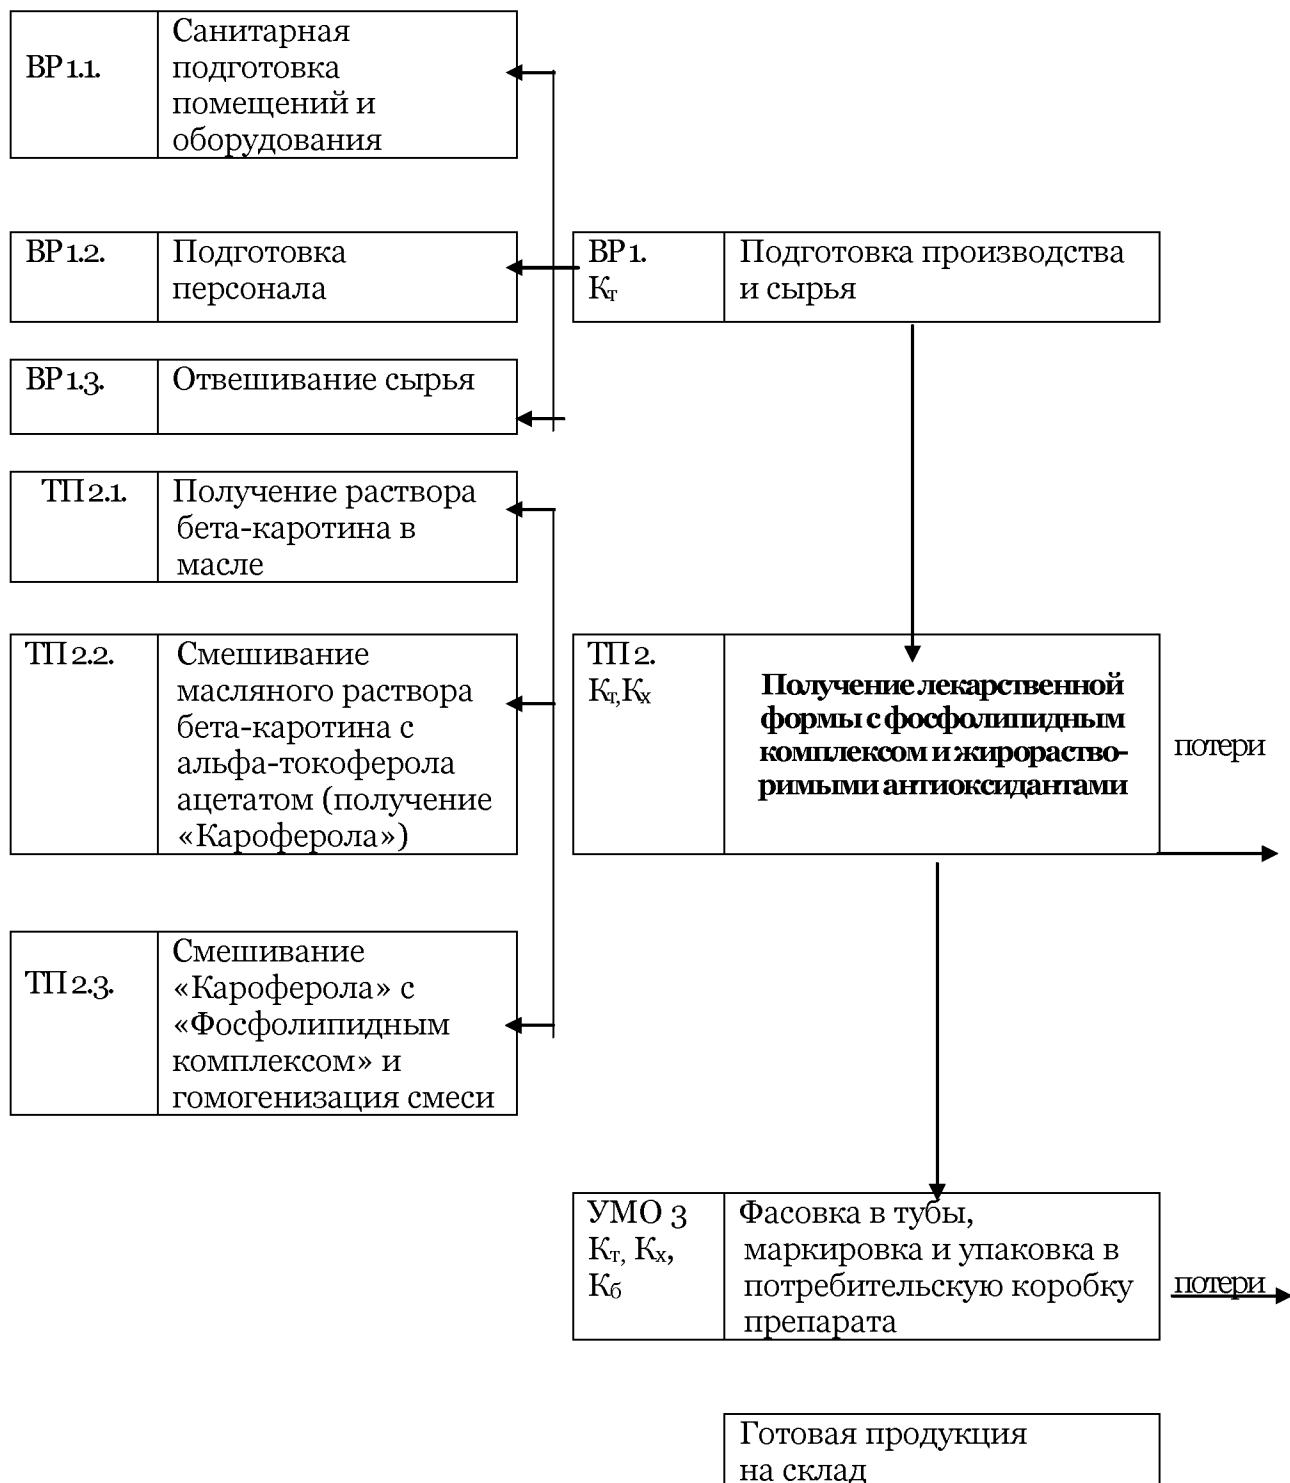 ВР 1.1.
Санитарная
подготовка
помещений и
оборудования
ВР 1.2.
Подготовка
персонала
ВР 1.
Кт
Подготовка производства
и сырья
ВР 1.3.
Отвешивание сырья
ТП 2.1.
Получение раствора
бета-каротина в
масле
ТП 2.2.
Смешивание
масляного раствора
бета-каротина с
альфа-токоферола
ацетатом (получение
«Кароферола»)
ТП 2.
Кт,Кх
Получение лекарственной
формы с фосфолипидным
комплексом и жирораство-
римыми антиоксидантами
потери
ТП 2.3.
Смешивание
«Кароферола» с
«Фосфолипидным
комплексом» и
гомогенизация смеси
УМО 3
Кт, Кх,
Кб
Фасовка в тубы,
маркировка и упаковка в
потребительскую коробку
препарата
потери
Готовая продукция
на склад